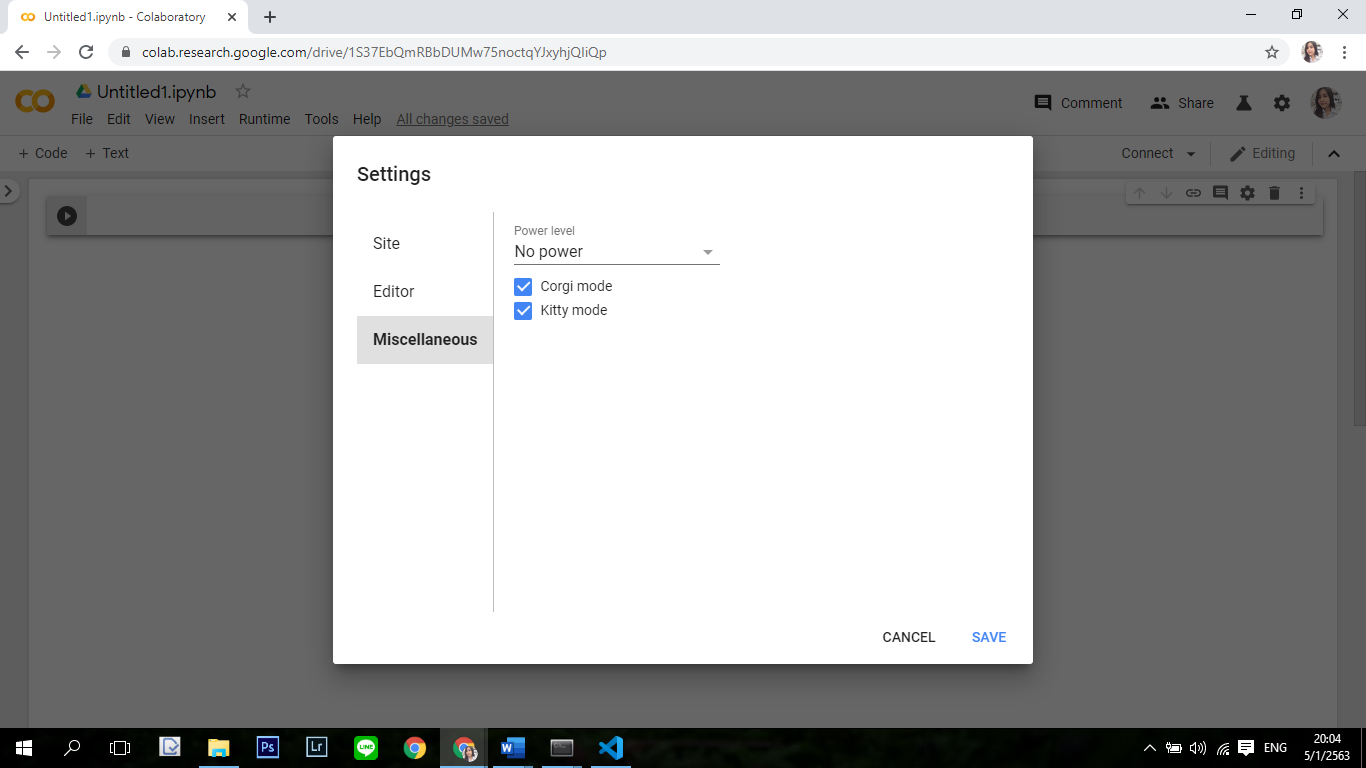 Untitled1.ipynb - Colaboratory
colab.research.google.com/drive/1S37EbQmRBbDUMw75noctqYJxyhjQIiQp
Untitled1.ipynb
Comment Share
File Edit View Insert Runtime Tools Help All changes saved
+ Code + Text Connect Editing
Settings
Site
Editor
Miscellaneous
Power level
No power
Corgi mode
Kitty mode
CANCEL SAVE
Ps Lr LINE W
ENG
20:04
5/1/2563